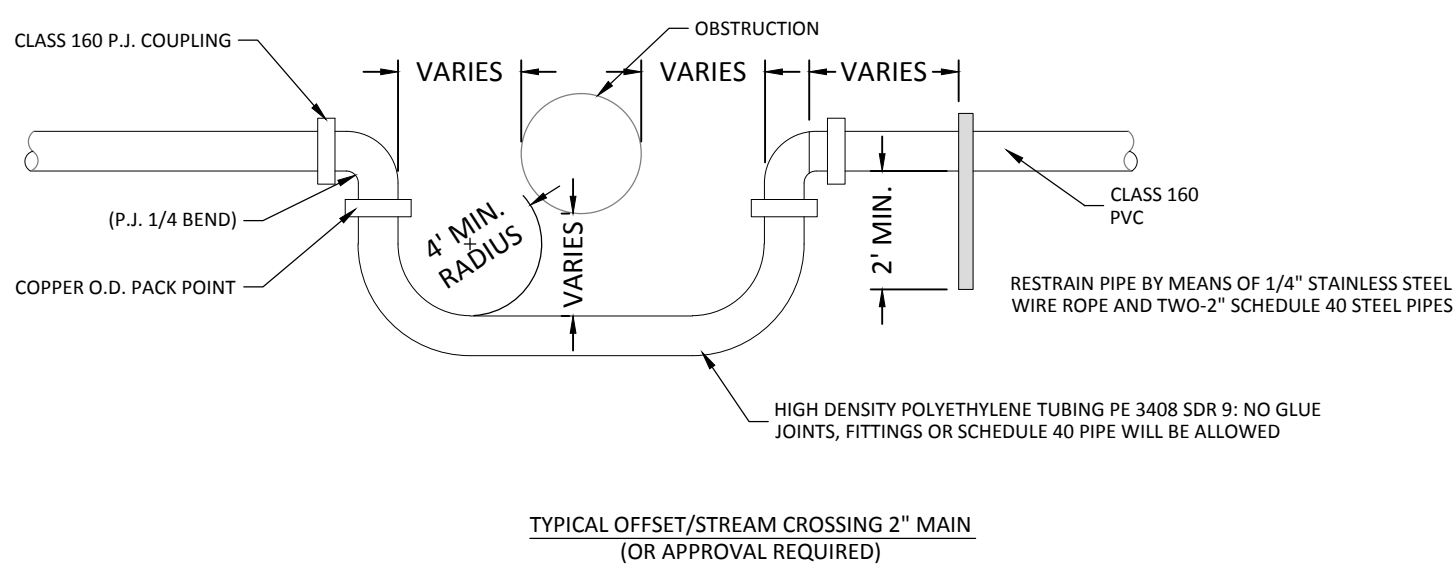 CLASS 160 P.J. COUPLING
OBSTRUCTION
VARIES
VARIES
VARIES
(P.J. 1/4 BEND)
COPPER O.D. PACK POINT
4' MIN.
RADIUS
VARIES
2' MIN.
CLASS 160
PVC
RESTRAIN PIPE BY MEANS OF 1/4" STAINLESS STEEL
WIRE ROPE AND TWO-2" SCHEDULE 40 STEEL PIPES
HIGH DENSITY POLYETHYLENE TUBING PE 3408 SDR 9: NO GLUE
JOINTS, FITTINGS OR SCHEDULE 40 PIPE WILL BE ALLOWED
TYPICAL OFFSET/STREAM CROSSING 2" MAIN
(OR APPROVAL REQUIRED)